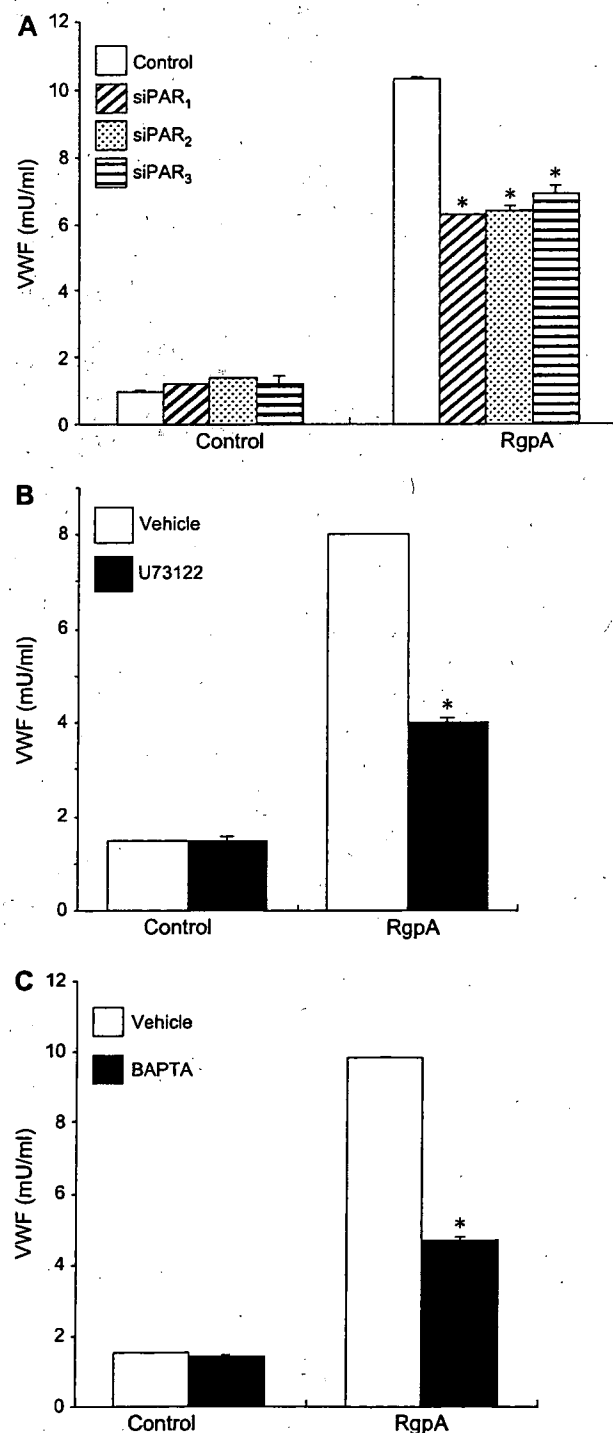 A
VWF (mU/ml)
12
10
8
6
4
2
0
Control
siPAR₁
siPAR₂
siPAR₃
* * *
Control RgpA
B
VWF (mU/ml)
8
6
4
2
0
Vehicle
U73122
*
Control RgpA
C
VWF (mU/ml)
12
10
8
6
4
2
0
Vehicle
BAPTA
*
Control RgpA